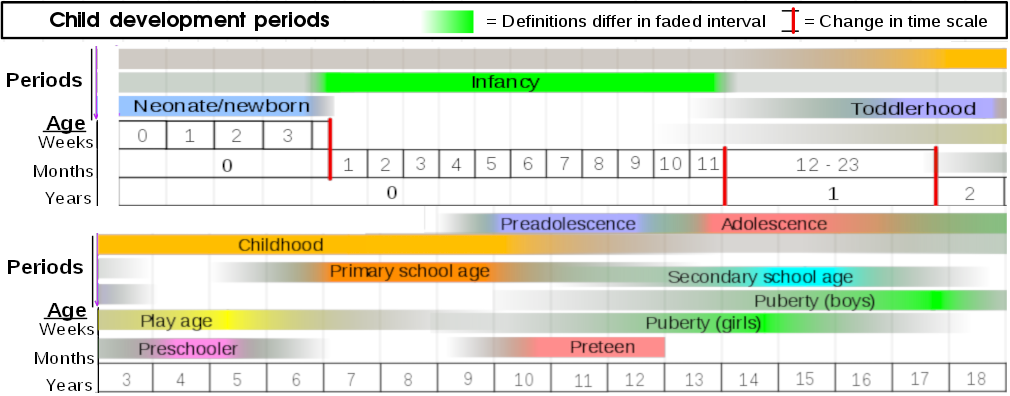 Child development periods = Definitions differ in faded interval = Change in time scale
Periods
Infancy
Neonate/newborn Toddlerhood
Age
Weeks 0 1 2 3
Months 0 1 2 3 4 5 6 7 8 9 10 11 12 - 23
Years 0 1 2
Preadolescence Adolescence
Childhood
Periods
Primary school age Secondary school age
Puberty (boys)
Age
Weeks Play age Puberty (girls)
Months Preschooler Preteen
Years 3 4 5 6 7 8 9 10 11 12 13 14 15 16 17 18